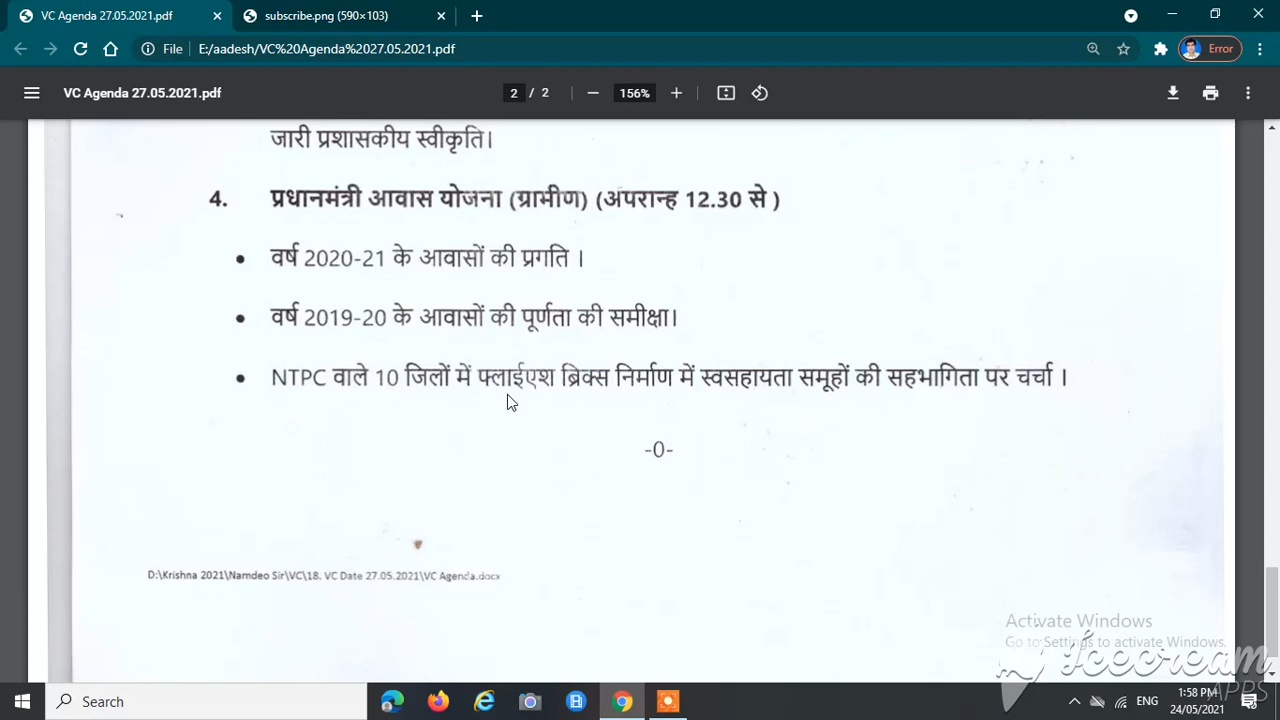 VC Agenda 27.05.2021.pdf
subscribe.png (590×103)
File
E:/aadesh/VC%20Agenda%2027.05.2021.pdf
Error
VC Agenda 27.05.2021.pdf
2 / 2
156%
जारी प्रशासकीय स्वीकृति।
4. प्रधानमंत्री आवास योजना (ग्रामीण) (अपरान्ह 12.30 से )
• वर्ष 2020-21 के आवासों की प्रगति ।
• वर्ष 2019-20 के आवासों की पूर्णता की समीक्षा।
• NTPC वाले 10 जिलों में फ्लाईएश ब्रिक्स निर्माण में स्वसहायता समूहों की सहभागिता पर चर्चा ।
-0-
D:\Krishna 2021\Namdeo Sir\VC\18. VC Date 27.05.2021\VC Agenda.docx
Activate Windows
Go to Settings to activate Windows.
Icecream
APPS
Search
ENG
1:58 PM
24/05/2021